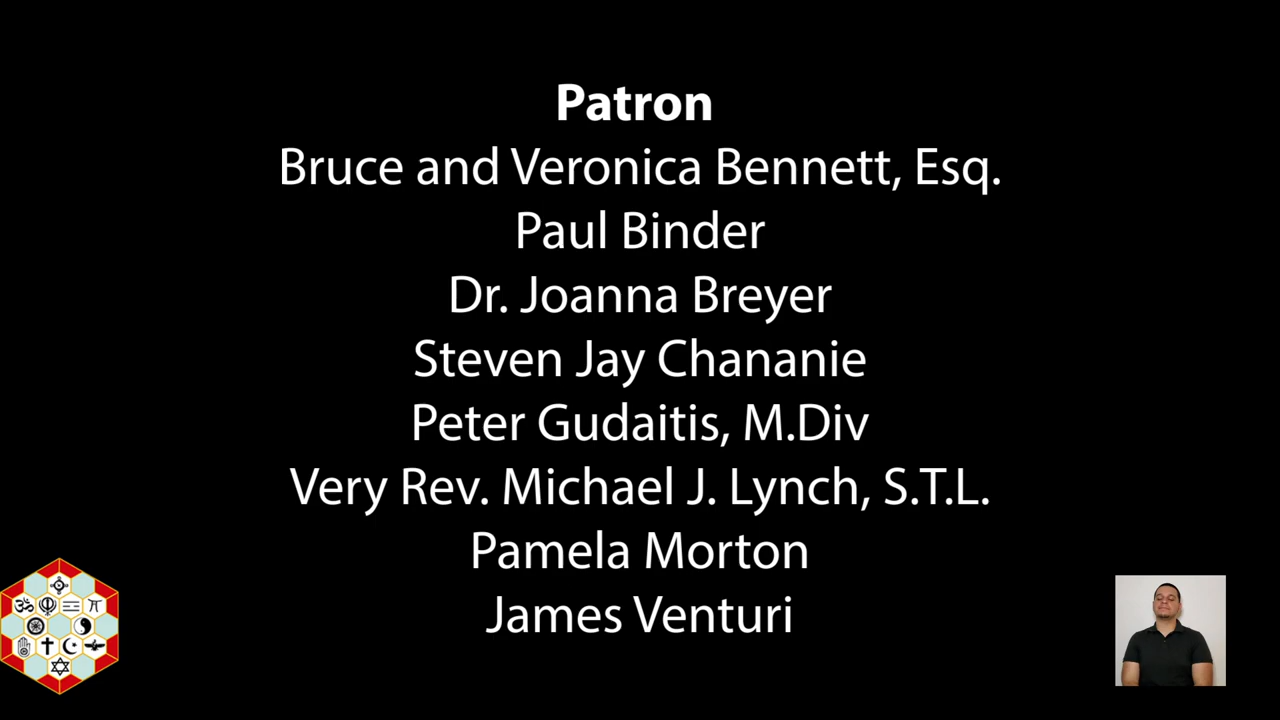 Patron
Bruce and Veronica Bennett, Esq.
Paul Binder
Dr. Joanna Breyer
Steven Jay Chananie
Peter Gudaitis, M.Div
Very Rev. Michael J. Lynch, S.T.L.
Pamela Morton
James Venturi